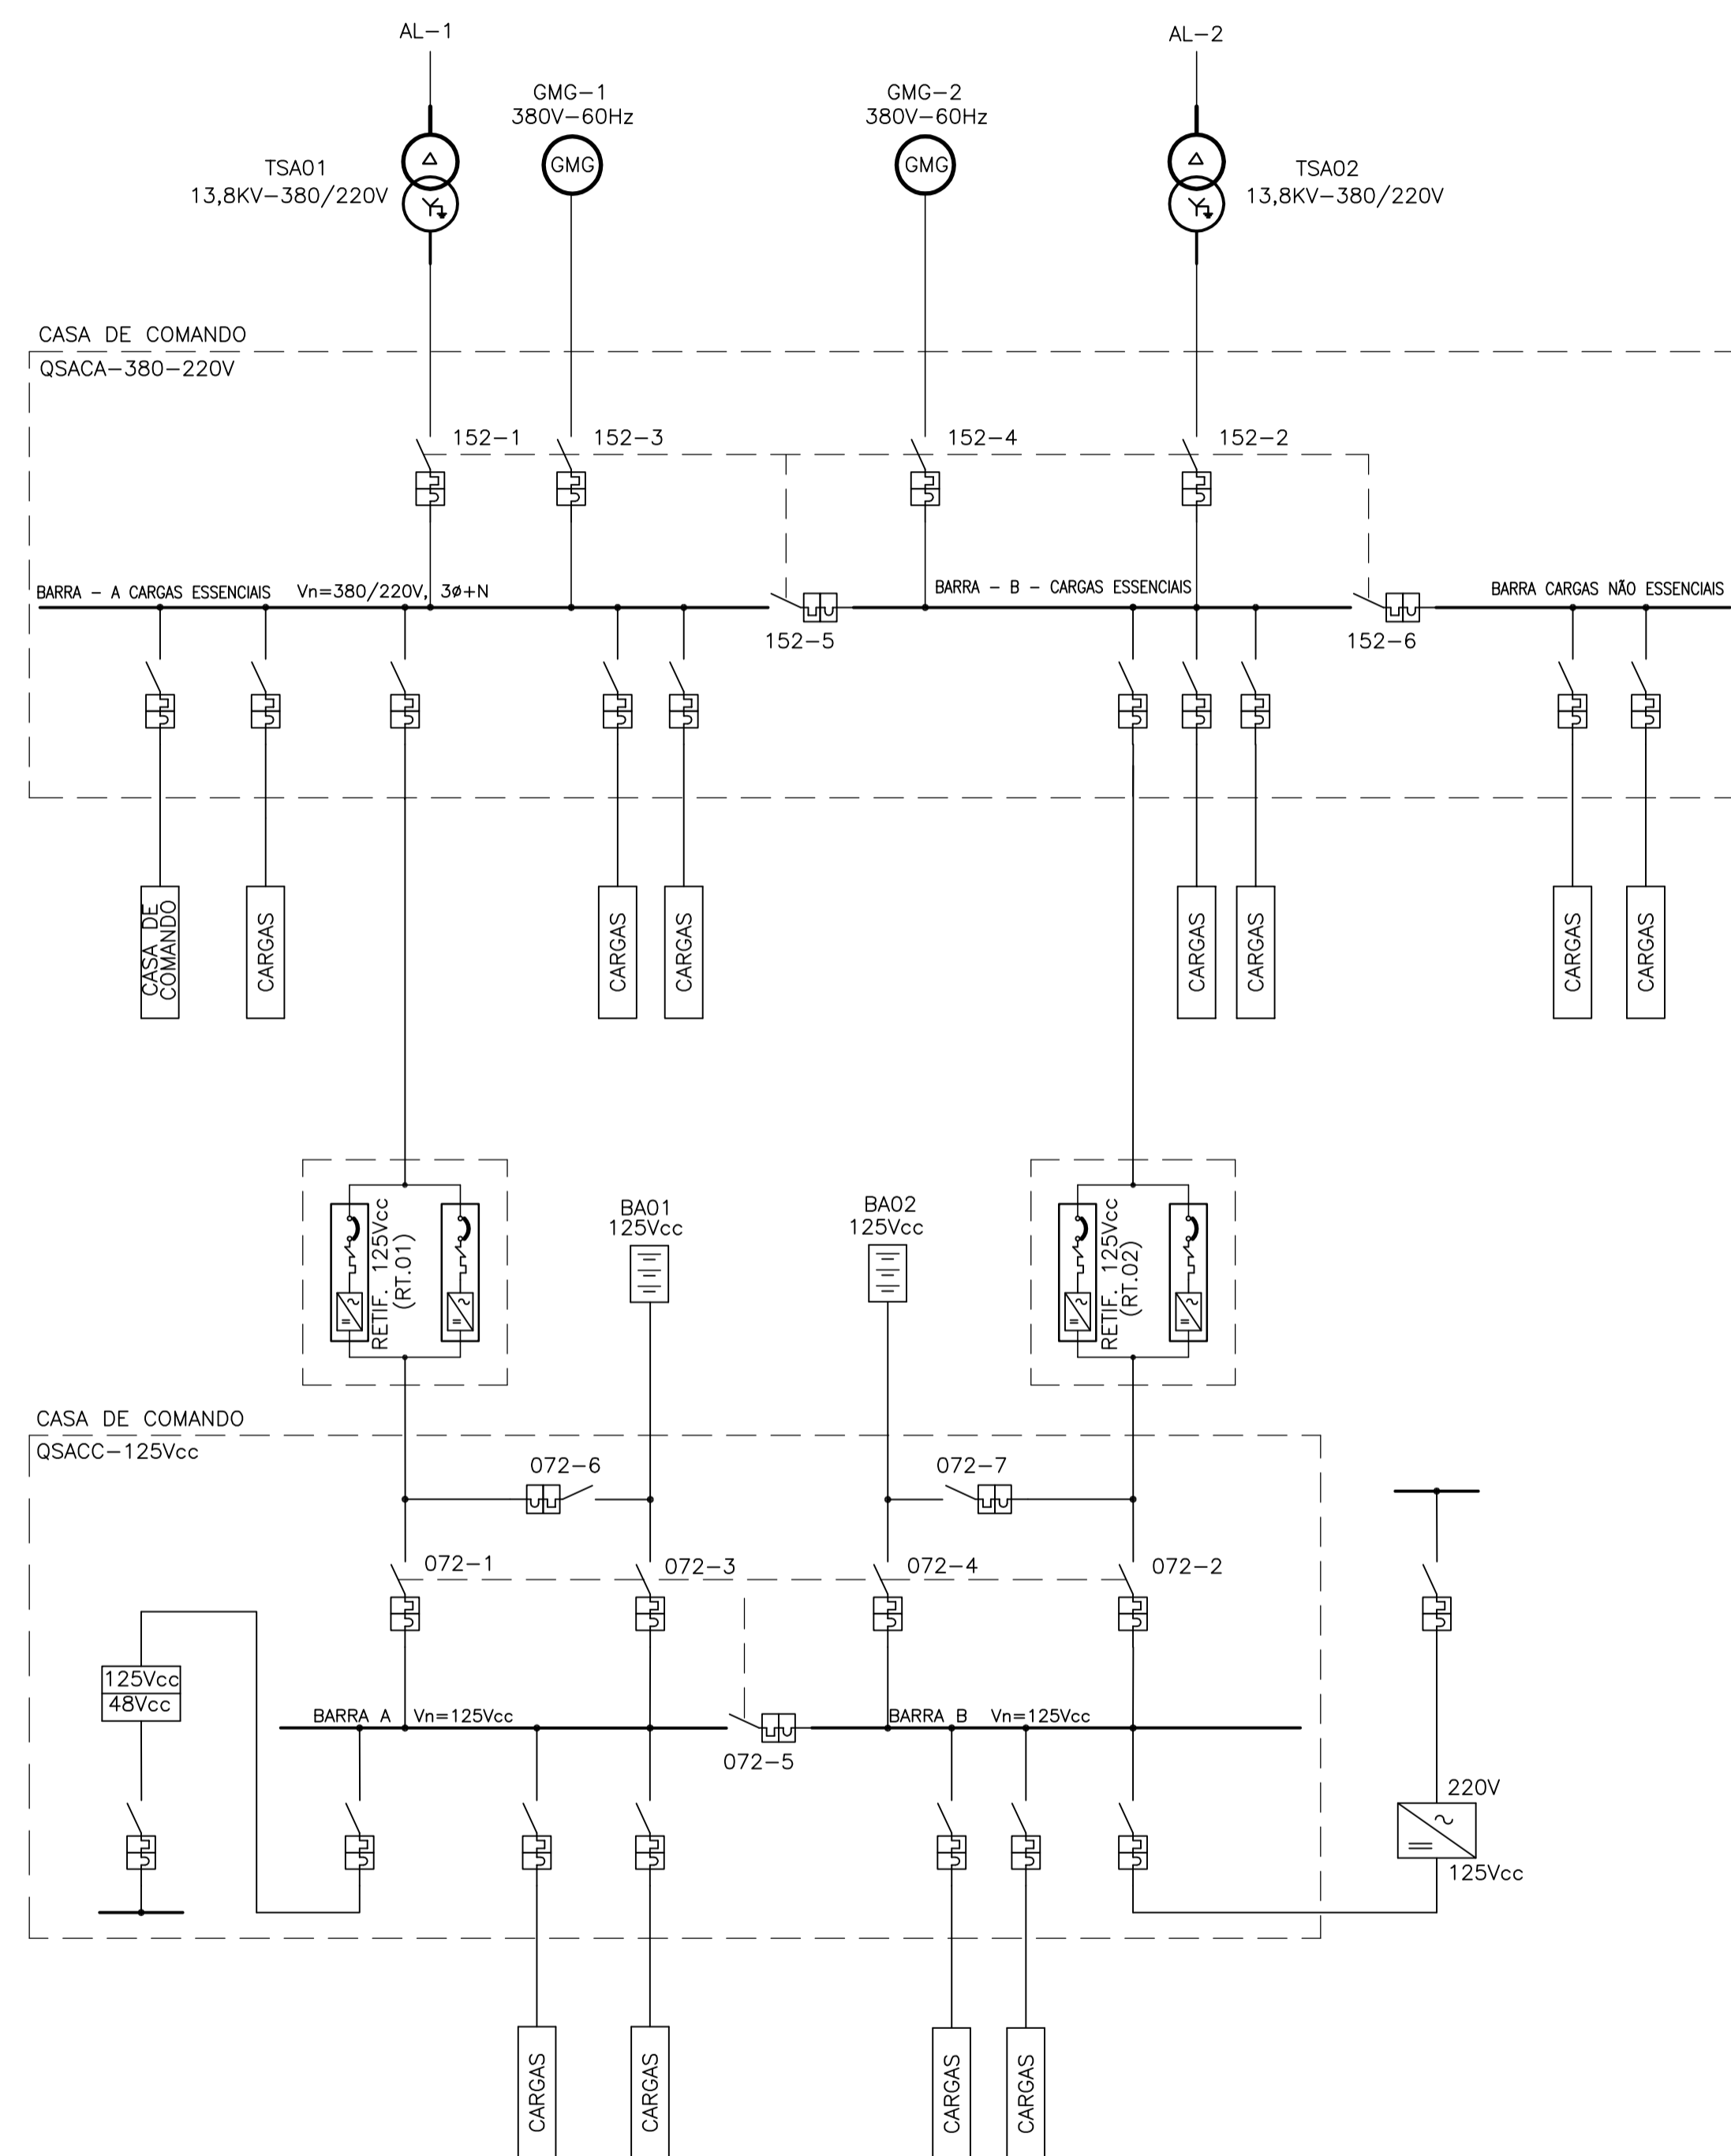 AL-1
AL-2
GMG-1
380V-60Hz
GMG-2
380V-60Hz
GMG
GMG
TSA01
13,8KV-380/220V
TSA02
13,8KV-380/220V
CASA DE COMANDO
QSACA-380-220V
152-1
152-3
152-4
152-2
BARRA - A CARGAS ESSENCIAIS Vn=380/220V, 3ø+N
BARRA - B - CARGAS ESSENCIAIS
BARRA CARGAS NÃO ESSENCIAIS
152-5
152-6
CASA DE
COMANDO
CARGAS
CARGAS
CARGAS
CARGAS
CARGAS
CARGAS
CARGAS
RETIF. 125Vcc
(RT.01)
BA01
125Vcc
BA02
125Vcc
RETIF. 125Vcc
(RT.02)
CASA DE COMANDO
QSACC-125Vcc
072-6
072-7
072-1
072-3
072-4
072-2
125Vcc
48Vcc
BARRA A Vn=125Vcc
BARRA B Vn=125Vcc
072-5
220V
125Vcc
CARGAS
CARGAS
CARGAS
CARGAS